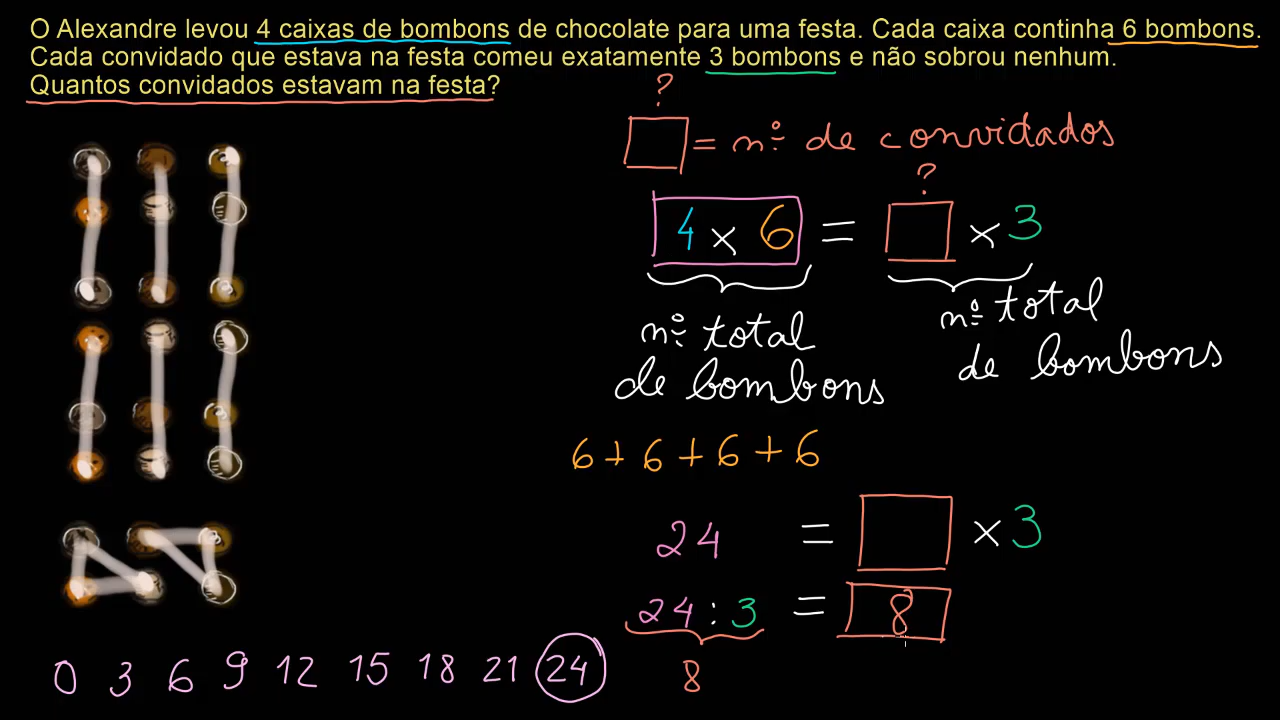 O Alexandre levou 4 caixas de bombons de chocolate para uma festa. Cada caixa continha 6 bombons.
Cada convidado que estava na festa comeu exatamente 3 bombons e não sobrou nenhum.
Quantos convidados estavam na festa?
?
□ = nº de convidados
?
4 × 6 = □ × 3
nº total
de bombons
nº total
de bombons
6 + 6 + 6 + 6
24 = □ × 3
24 : 3 = 8
8
0 3 6 9 12 15 18 21 24